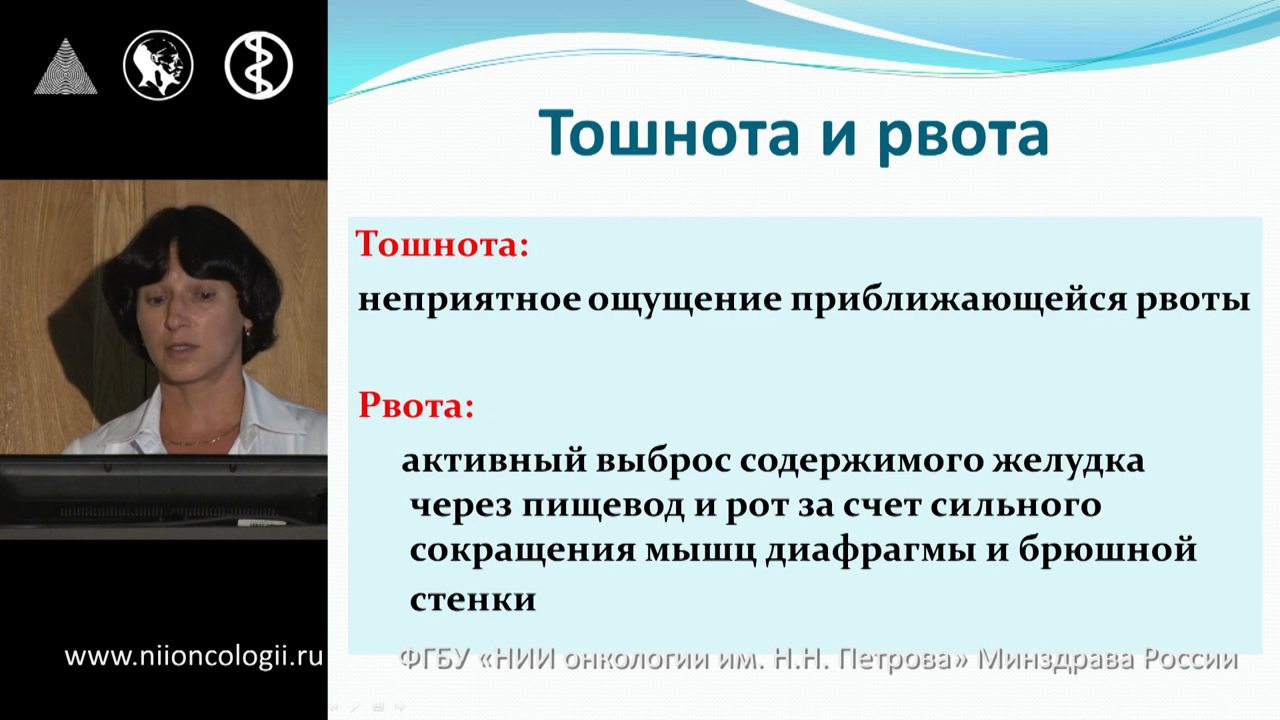 Тошнота и рвота
Тошнота:
неприятное ощущение приближающейся рвоты
Рвота:
активный выброс содержимого желудка
через пищевод и рот за счет сильного
сокращения мышц диафрагмы и брюшной
стенки
www.niioncologii.ru
ФГБУ «НИИ онкологии им. Н.Н. Петрова» Минздрава России